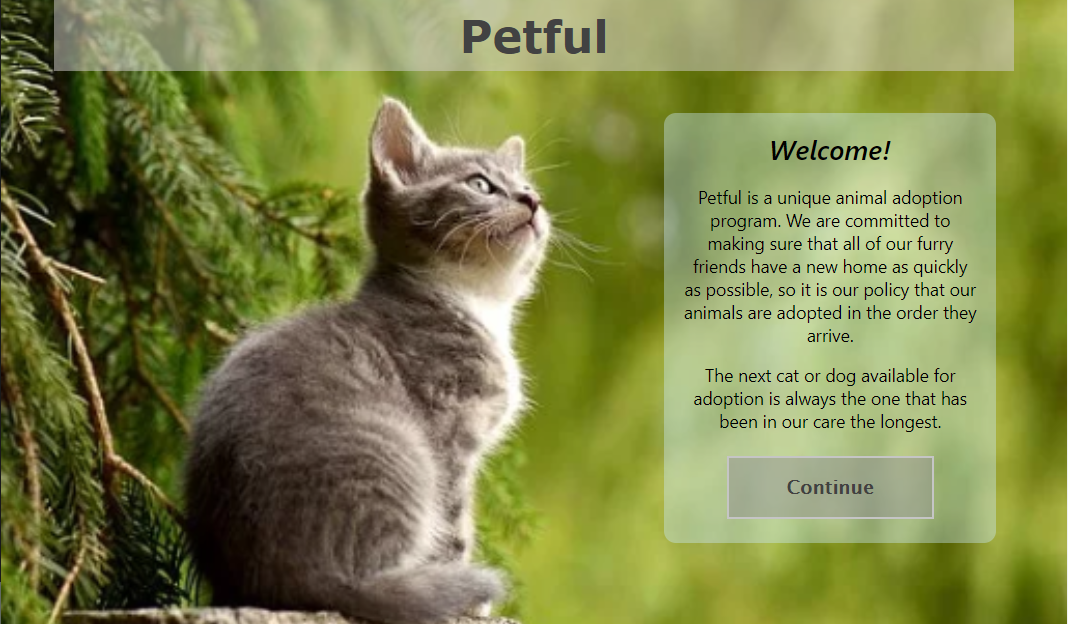 Petful
Welcome!
Petful is a unique animal adoption
program. We are committed to
making sure that all of our furry
friends have a new home as quickly
as possible, so it is our policy that our
animals are adopted in the order they
arrive.
The next cat or dog available for
adoption is always the one that has
been in our care the longest.
Continue